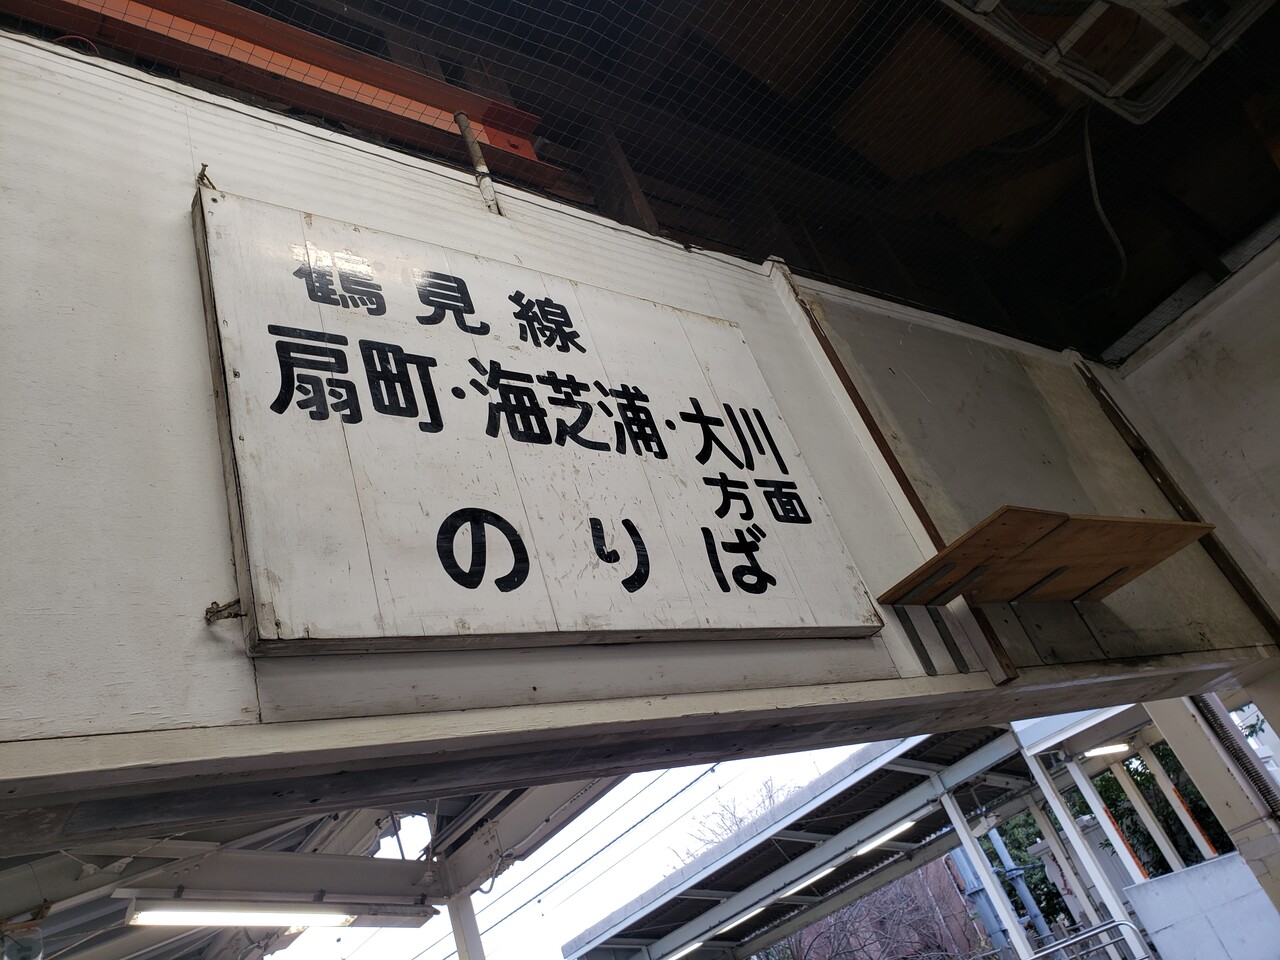 鶴見線
扇町・海芝浦・大川
方面
のりば